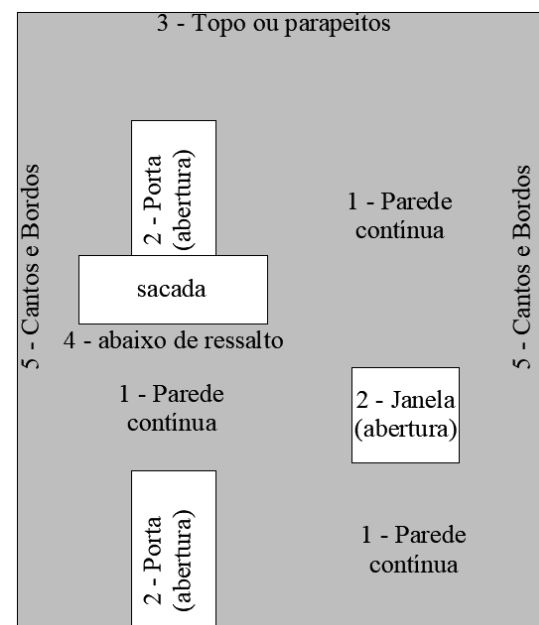 3 - Topo ou parapeitos
5 - Cantos e Bordos
2 - Porta
(abertura)
1 - Parede
contínua
5 - Cantos e Bordos
sacada
4 - abaixo de ressalto
1 - Parede
contínua
2 - Janela
(abertura)
2 - Porta
(abertura)
1 - Parede
contínua